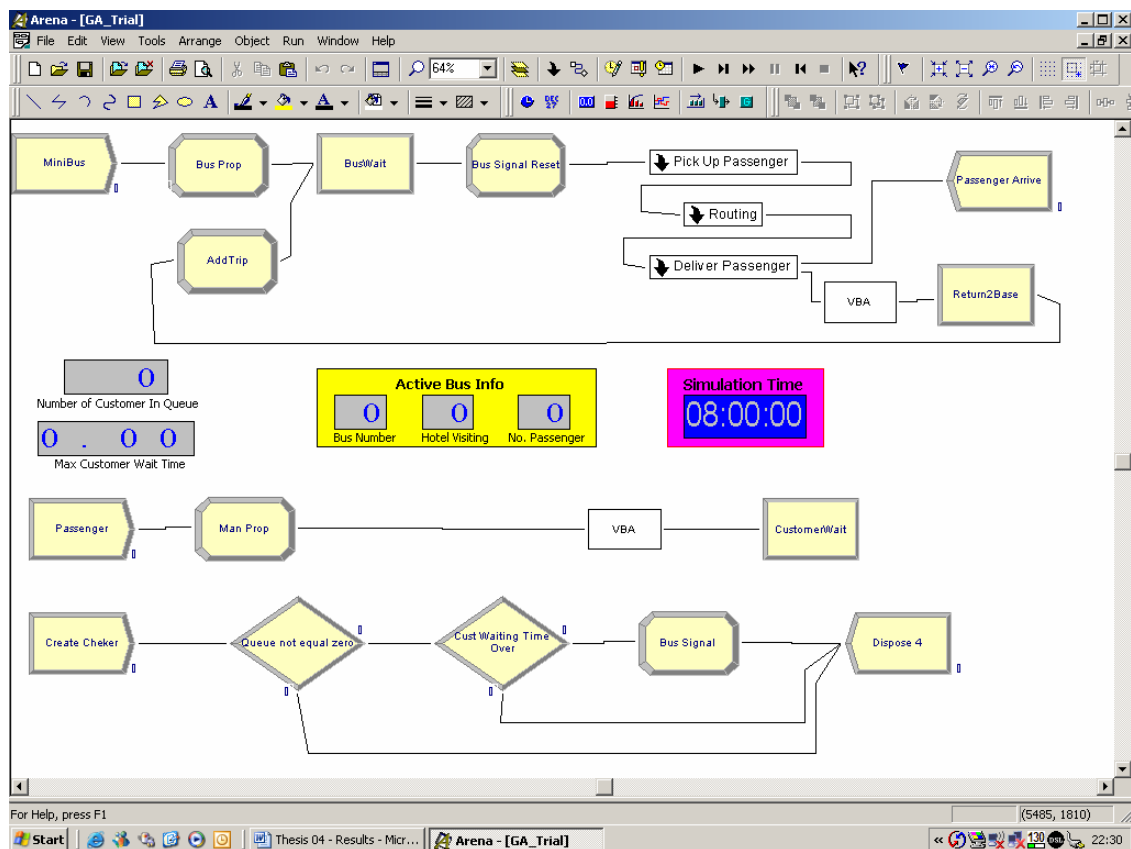 Arena - [GA_Trial]
File Edit View Tools Arrange Object Run Window Help
64%
MiniBus
Bus Prop
BusWait
Bus Signal Reset
Pick Up Passenger
Passenger Arrive
Routing
AddTrip
Deliver Passenger
VBA
Return2Base
0
Number of Customer In Queue
0 . 0 0
Max Customer Wait Time
Active Bus Info
0 0 0
Bus Number Hotel Visiting No. Passenger
Simulation Time
08:00:00
Passenger
Man Prop
VBA
CustomerWait
Create Cheker
Queue not equal zero
Cust Waiting Time
Over
Bus Signal
Dispose 4
For Help, press F1
(5485, 1810)
Start
Thesis 04 - Results - Micr...
Arena - [GA_Trial]
130
DSL
22:30